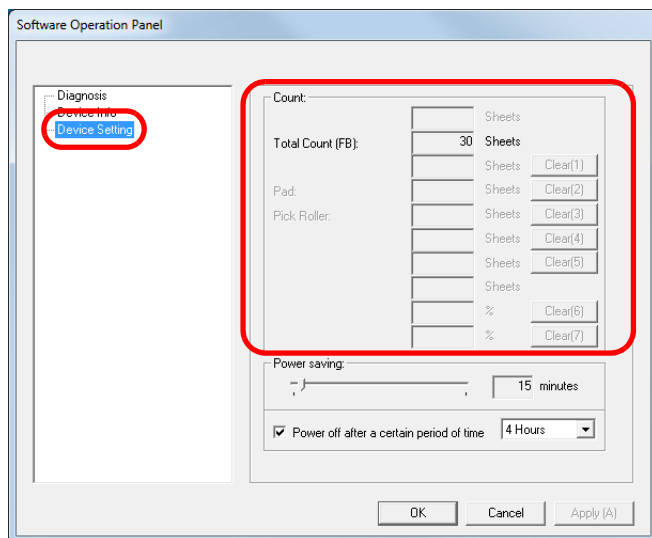 Software Operation Panel
Diagnosis
Device Info
Device Setting
Count:
Sheets
Total Count (FB): 30 Sheets
Sheets Clear(1)
Pad: Sheets Clear(2)
Pick Roller: Sheets Clear(3)
Sheets Clear(4)
Sheets Clear(5)
Sheets
% Clear(6)
% Clear(7)
Power saving:
15 minutes
Power off after a certain period of time 4 Hours
OK Cancel Apply (A)